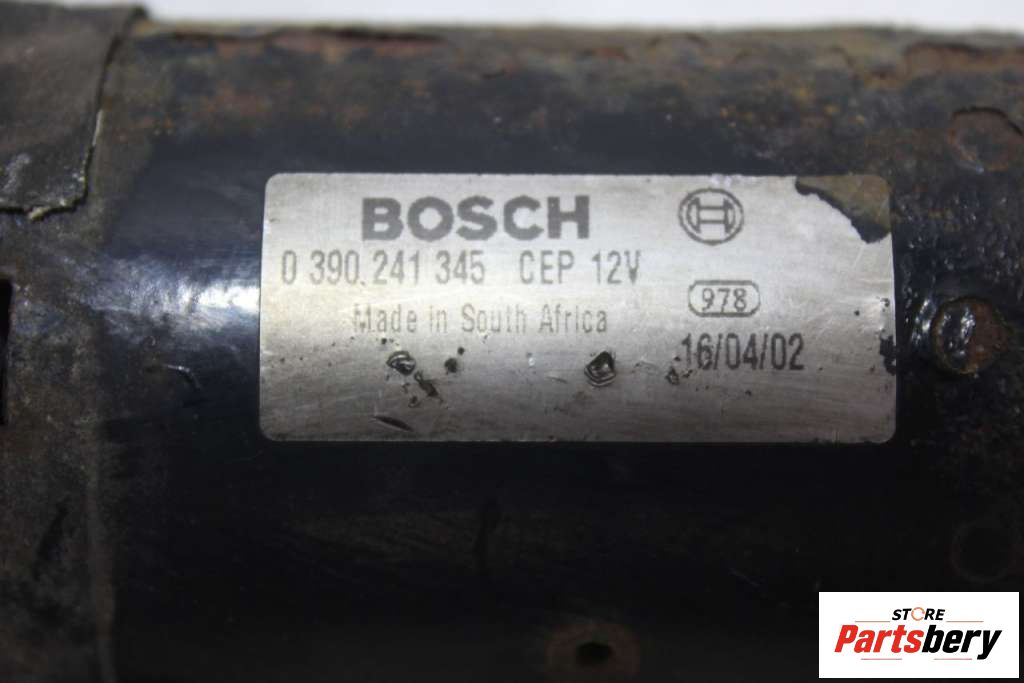 BOSCH
0 390 241 345 CEP 12V
Made in South Africa
978
16/04/02
STORE
Partsbery